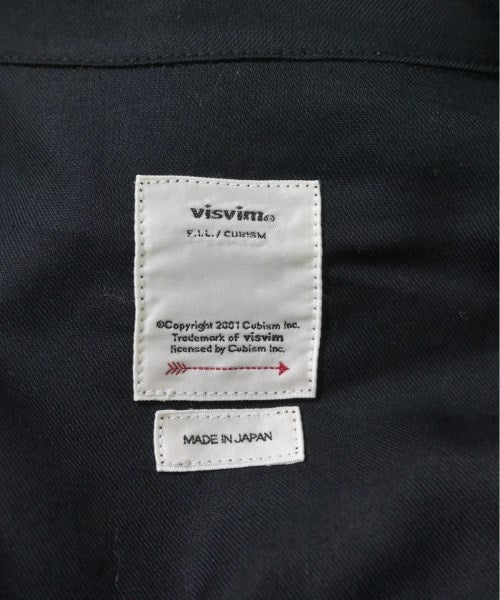 visvim®
F.I.L./ CUBISM
©Copyright 2001 Cubism Inc.
Trademark of visvim
licensed by Cubism Inc.
MADE IN JAPAN